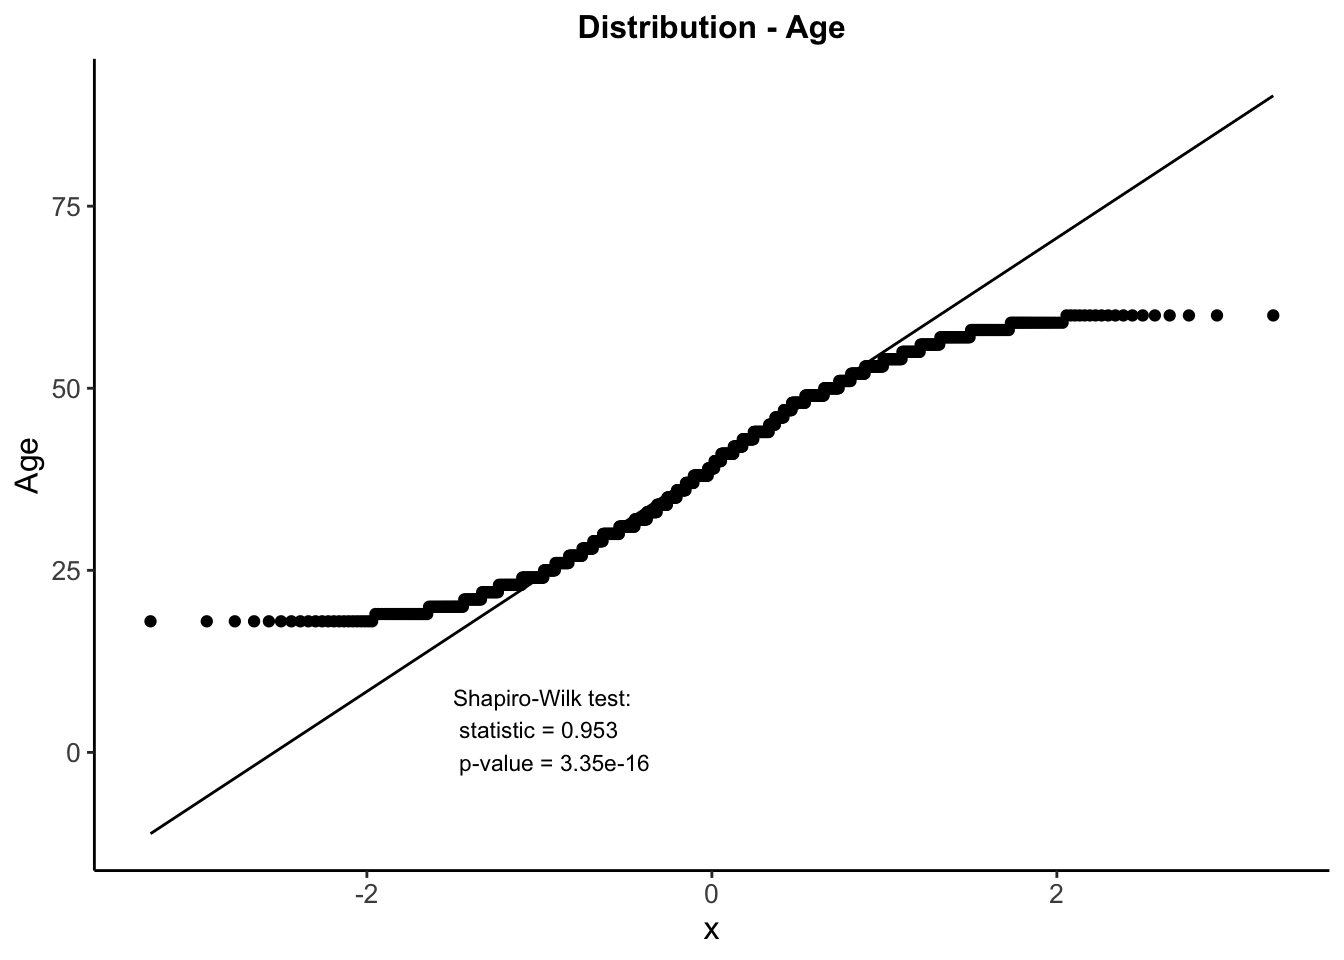 Distribution - Age
75
50
25
0
Age
Shapiro-Wilk test:
statistic = 0.953
p-value = 3.35e-16
-2
0
2
x